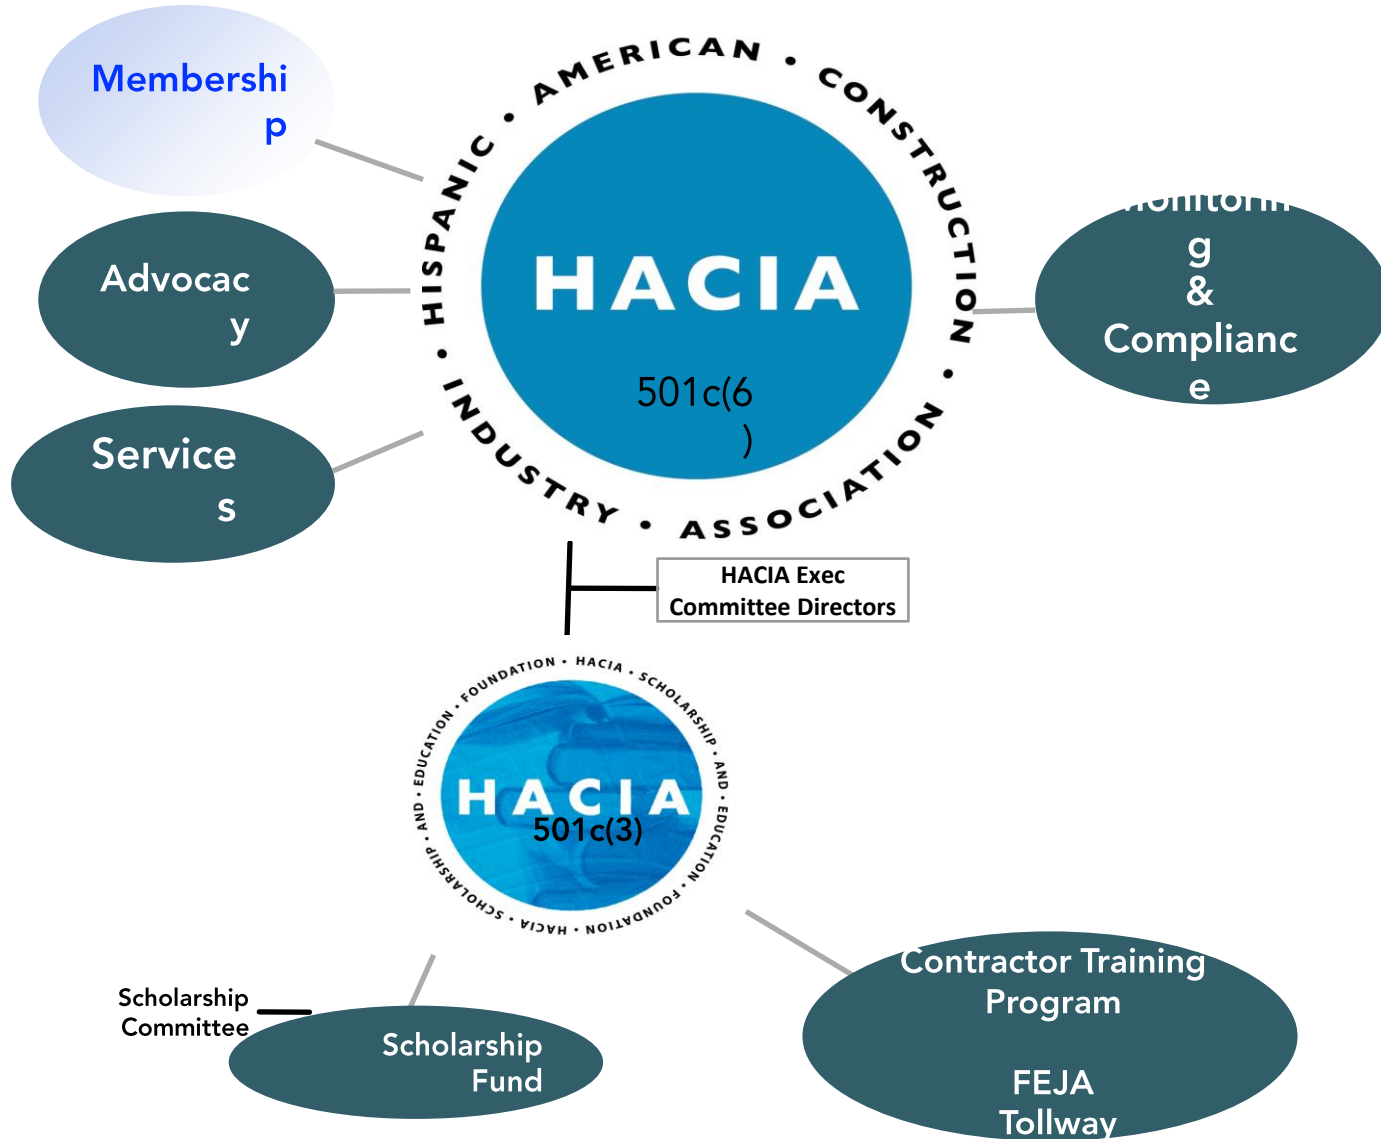 Membershi
p
HISPANIC • AMERICAN • CONSTRUCTION • INDUSTRY • ASSOCIATION •
HACIA
501c(6
)
Advocac
y
Service
s
Monitorin
g
&
Complianc
e
HACIA Exec
Committee Directors
HACIA • SCHOLARSHIP • AND • EDUCATION • FOUNDATION • HACIA • SCHOLARSHIP • AND • EDUCATION • FOUNDATION •
HACIA
501c(3)
Scholarship
Committee
Scholarship
Fund
Contractor Training
Program
FEJA
Tollway